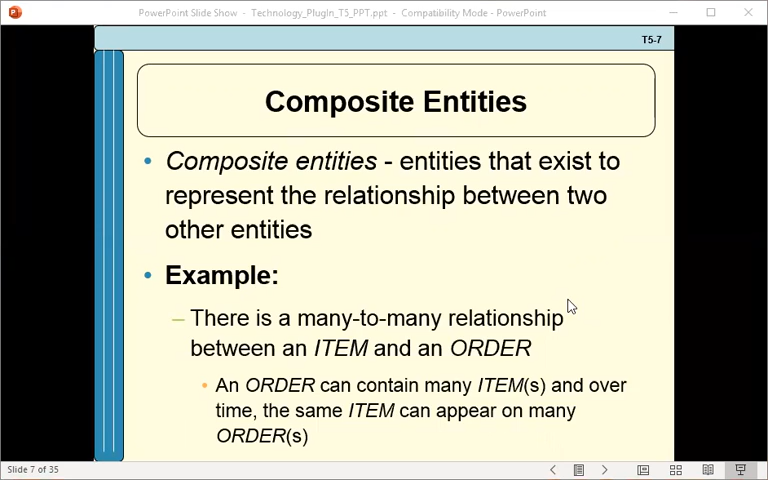 PowerPoint Slide Show - Technology_PlugIn_T5_PPT.ppt - Compatibility Mode - PowerPoint
T5-7
Composite Entities
• Composite entities - entities that exist to
represent the relationship between two
other entities
• Example:
– There is a many-to-many relationship
between an ITEM and an ORDER
• An ORDER can contain many ITEM(s) and over
time, the same ITEM can appear on many
ORDER(s)
Slide 7 of 35